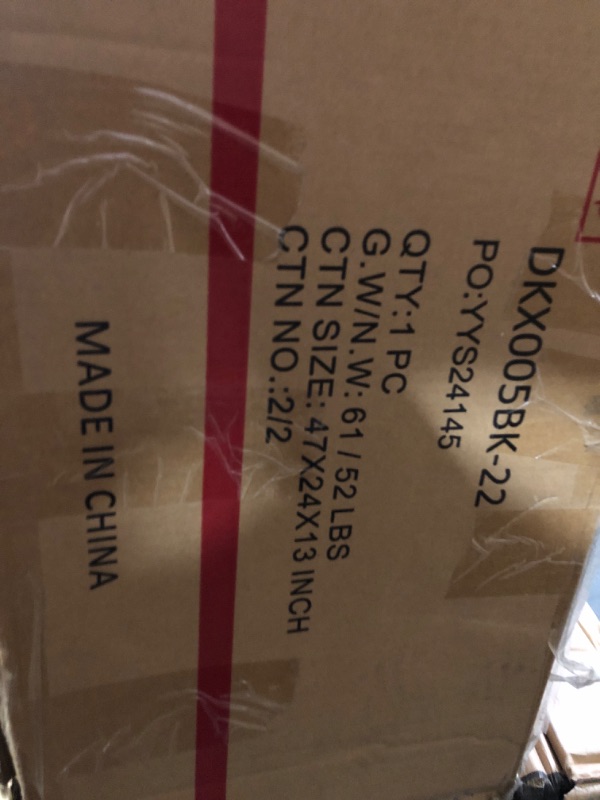 DKX005BK-22
PO:YYS24145
QTY:1 PC
G.W/N.W: 61 / 52 LBS
CTN SIZE: 47X24X13 INCH
CTN NO.:2/2
MADE IN CHINA